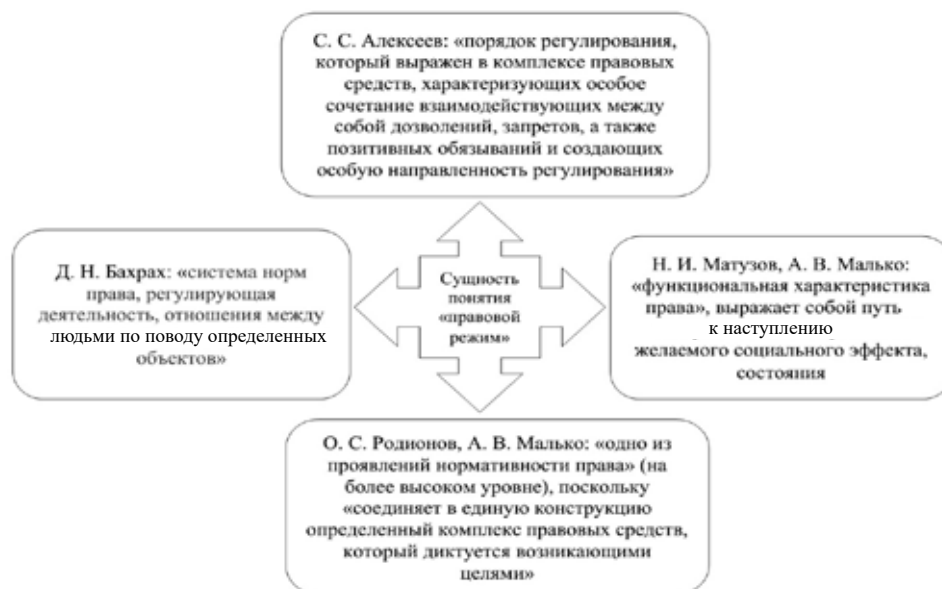 С. С. Алексеев: «порядок регулирования,
который выражен в комплексе правовых
средств, характеризующих особое
сочетание взаимодействующих между
собой дозволений, запретов, а также
позитивных обязываний и создающих
особую направленность регулирования»
Д. Н. Бахрах: «система норм
права, регулирующая
деятельность, отношения между
людьми по поводу определенных
объектов»
Сущность
понятия
«правовой
режим»
Н. И. Матузов, А. В. Малько:
«функциональная характеристика
права», выражает собой путь
к наступлению
желаемого социального эффекта,
состояния
О. С. Родионов, А. В. Малько: «одно из
проявлений нормативности права» (на
более высоком уровне), поскольку
«соединяет в единую конструкцию
определенный комплекс правовых средств,
который диктуется возникающими
целями»